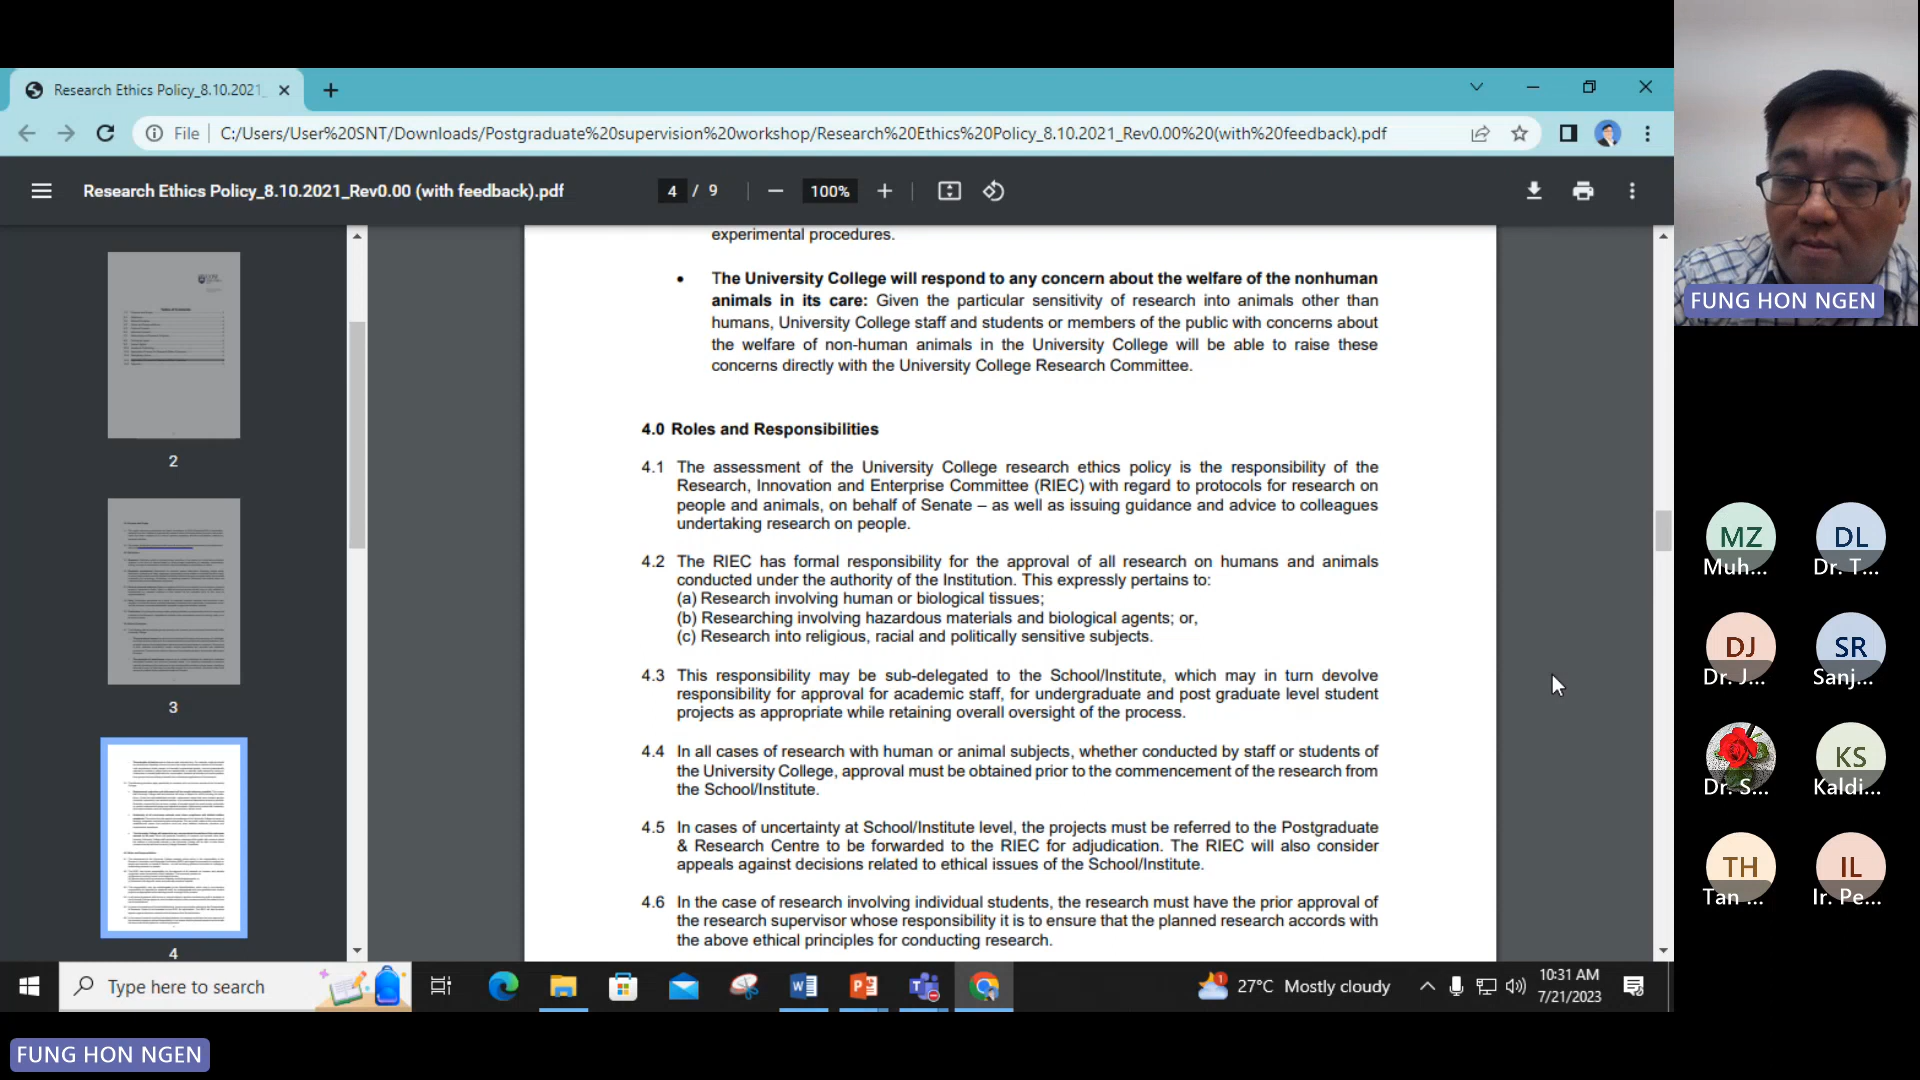 Research Ethics Policy_8.10.2021_
File
C:/Users/User%20SNT/Downloads/Postgraduate%20supervision%20workshop/Research%20Ethics%20Policy_8.10.2021_Rev0.00%20(with%20feedback).pdf
Research Ethics Policy_8.10.2021_Rev0.00 (with feedback).pdf
4 / 9
100%
2
3
4
experimental procedures.
• The University College will respond to any concern about the welfare of the nonhuman
animals in its care: Given the particular sensitivity of research into animals other than
humans, University College staff and students or members of the public with concerns about
the welfare of non-human animals in the University College will be able to raise these
concerns directly with the University College Research Committee.
4.0 Roles and Responsibilities
4.1 The assessment of the University College research ethics policy is the responsibility of the
Research, Innovation and Enterprise Committee (RIEC) with regard to protocols for research on
people and animals, on behalf of Senate – as well as issuing guidance and advice to colleagues
undertaking research on people.
4.2 The RIEC has formal responsibility for the approval of all research on humans and animals
conducted under the authority of the Institution. This expressly pertains to:
(a) Research involving human or biological tissues;
(b) Researching involving hazardous materials and biological agents; or,
(c) Research into religious, racial and politically sensitive subjects.
4.3 This responsibility may be sub-delegated to the School/Institute, which may in turn devolve
responsibility for approval for academic staff, for undergraduate and post graduate level student
projects as appropriate while retaining overall oversight of the process.
4.4 In all cases of research with human or animal subjects, whether conducted by staff or students of
the University College, approval must be obtained prior to the commencement of the research from
the School/Institute.
4.5 In cases of uncertainty at School/Institute level, the projects must be referred to the Postgraduate
& Research Centre to be forwarded to the RIEC for adjudication. The RIEC will also consider
appeals against decisions related to ethical issues of the School/Institute.
4.6 In the case of research involving individual students, the research must have the prior approval of
the research supervisor whose responsibility it is to ensure that the planned research accords with
the above ethical principles for conducting research.
Type here to search
27°C Mostly cloudy
10:31 AM
7/21/2023
FUNG HON NGEN
FUNG HON NGEN
MZ
Muh...
DL
Dr. T...
DJ
Dr. J...
SR
Sanj...
Dr. S...
KS
Kaldi...
TH
Tan ...
IL
Ir. Pe...